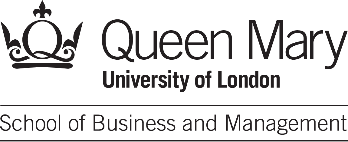 Queen Mary
University of London
School of Business and Management